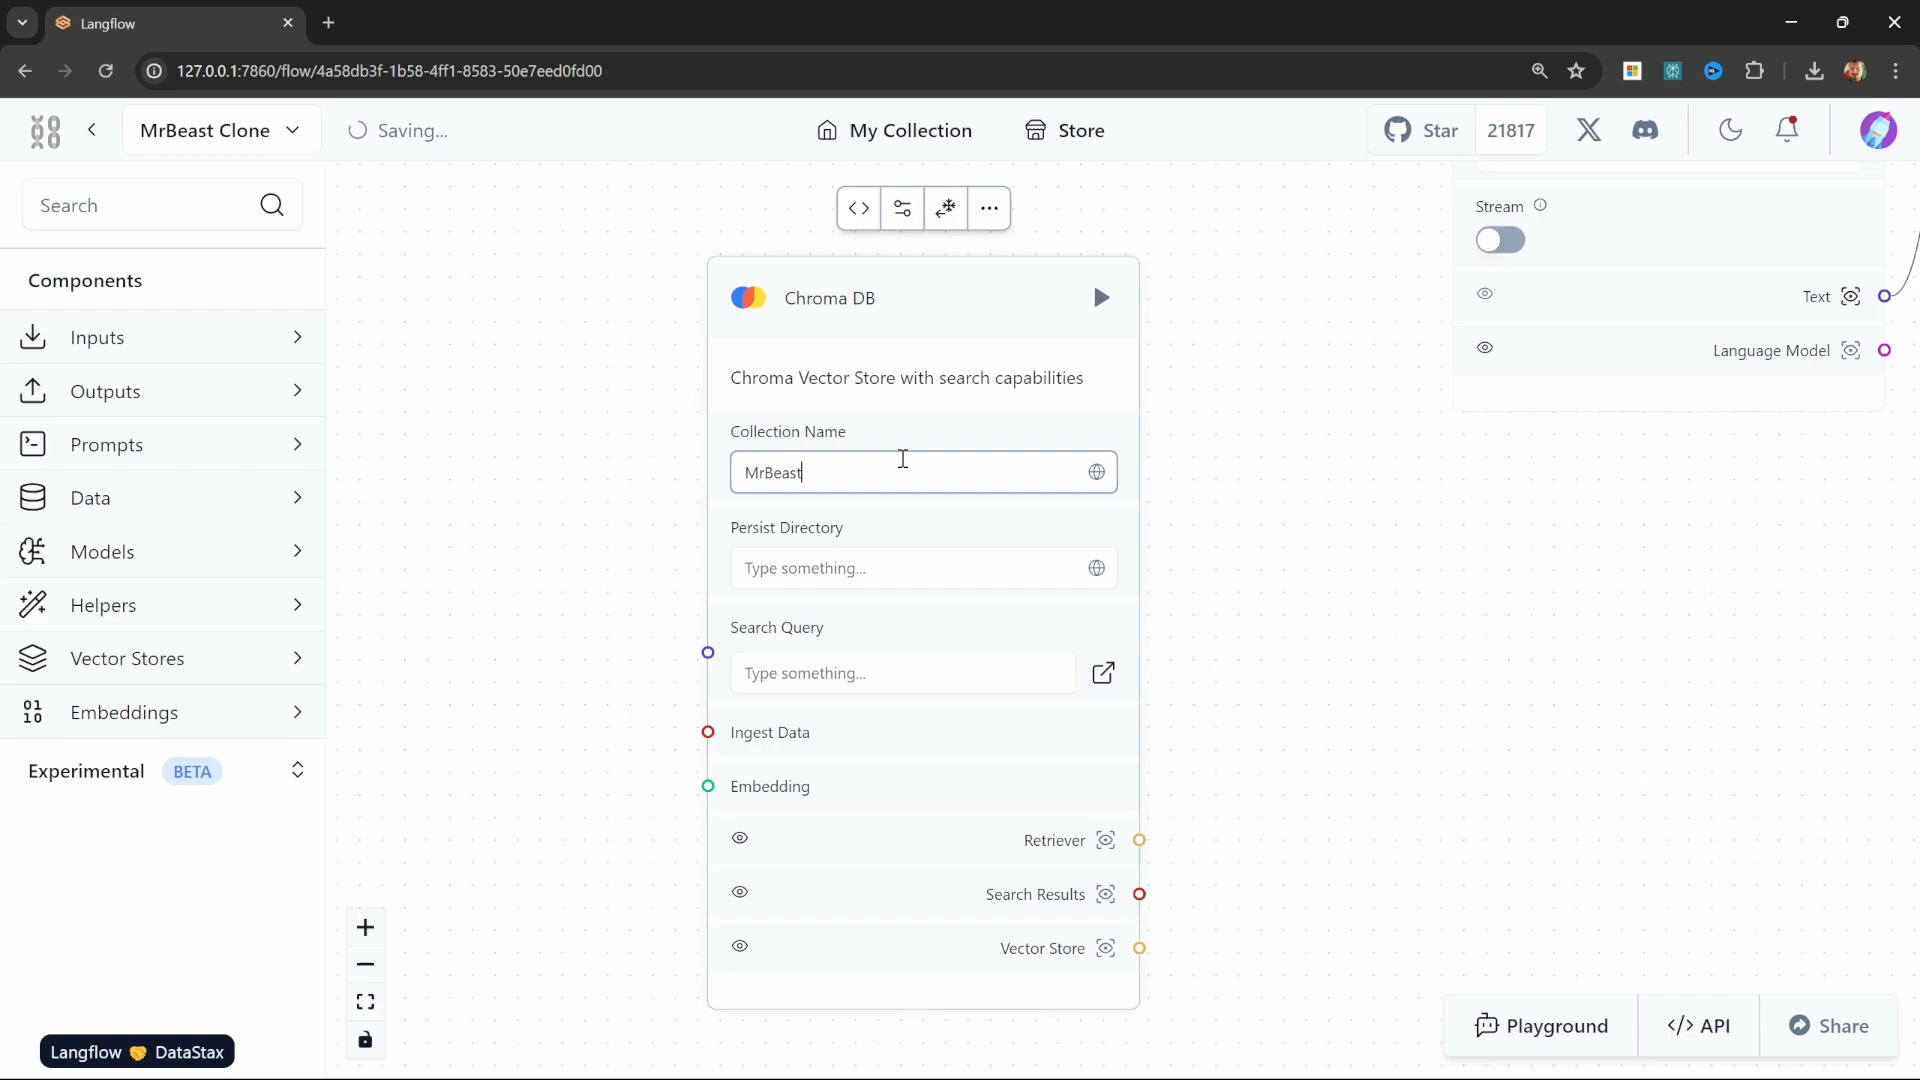 Langflow
127.0.0.1:7860/flow/4a58db3f-1b58-4ff1-8583-50e7eed0fd00
MrBeast Clone
Saving...
My Collection
Store
Star
21817
Search
Components
Inputs
Outputs
Prompts
Data
Models
Helpers
Vector Stores
Embeddings
Experimental
BETA
Langflow 🤝 DataStax
Chroma DB
Chroma Vector Store with search capabilities
Collection Name
MrBeast
Persist Directory
Type something...
Search Query
Type something...
Ingest Data
Embedding
Retriever
Search Results
Vector Store
Stream
Text
Language Model
Playground
</> API
Share